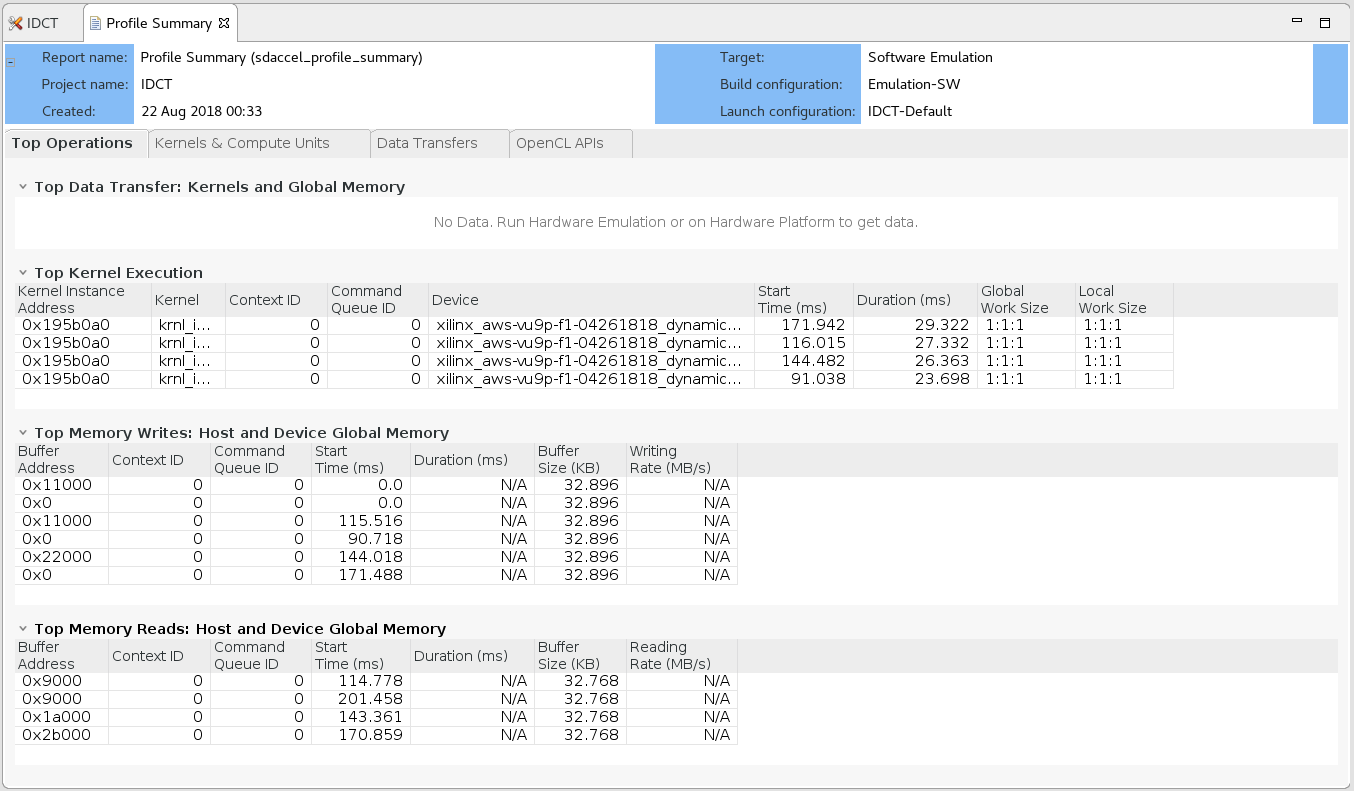 IDCT Profile Summary
Report name: Profile Summary (sdaccel_profile_summary) Target: Software Emulation
Project name: IDCT Build configuration: Emulation-SW
Created: 22 Aug 2018 00:33 Launch configuration: IDCT-Default
Top Operations Kernels & Compute Units Data Transfers OpenCL APIs
Top Data Transfer: Kernels and Global Memory
No Data. Run Hardware Emulation or on Hardware Platform to get data.
Top Kernel Execution
Kernel Instance Address Kernel Context ID Command Queue ID Device Start Time (ms) Duration (ms) Global Work Size Local Work Size
0x195b0a0 krnl_i... 0 0 xilinx_aws-vu9p-f1-04261818_dynamic... 171.942 29.322 1:1:1 1:1:1
0x195b0a0 krnl_i... 0 0 xilinx_aws-vu9p-f1-04261818_dynamic... 116.015 27.332 1:1:1 1:1:1
0x195b0a0 krnl_i... 0 0 xilinx_aws-vu9p-f1-04261818_dynamic... 144.482 26.363 1:1:1 1:1:1
0x195b0a0 krnl_i... 0 0 xilinx_aws-vu9p-f1-04261818_dynamic... 91.038 23.698 1:1:1 1:1:1
Top Memory Writes: Host and Device Global Memory
Buffer Address Context ID Command Queue ID Start Time (ms) Duration (ms) Buffer Size (KB) Writing Rate (MB/s)
0x11000 0 0 0.0 N/A 32.896 N/A
0x0 0 0 0.0 N/A 32.896 N/A
0x11000 0 0 115.516 N/A 32.896 N/A
0x0 0 0 90.718 N/A 32.896 N/A
0x22000 0 0 144.018 N/A 32.896 N/A
0x0 0 0 171.488 N/A 32.896 N/A
Top Memory Reads: Host and Device Global Memory
Buffer Address Context ID Command Queue ID Start Time (ms) Duration (ms) Buffer Size (KB) Reading Rate (MB/s)
0x9000 0 0 114.778 N/A 32.768 N/A
0x9000 0 0 201.458 N/A 32.768 N/A
0x1a000 0 0 143.361 N/A 32.768 N/A
0x2b000 0 0 170.859 N/A 32.768 N/A